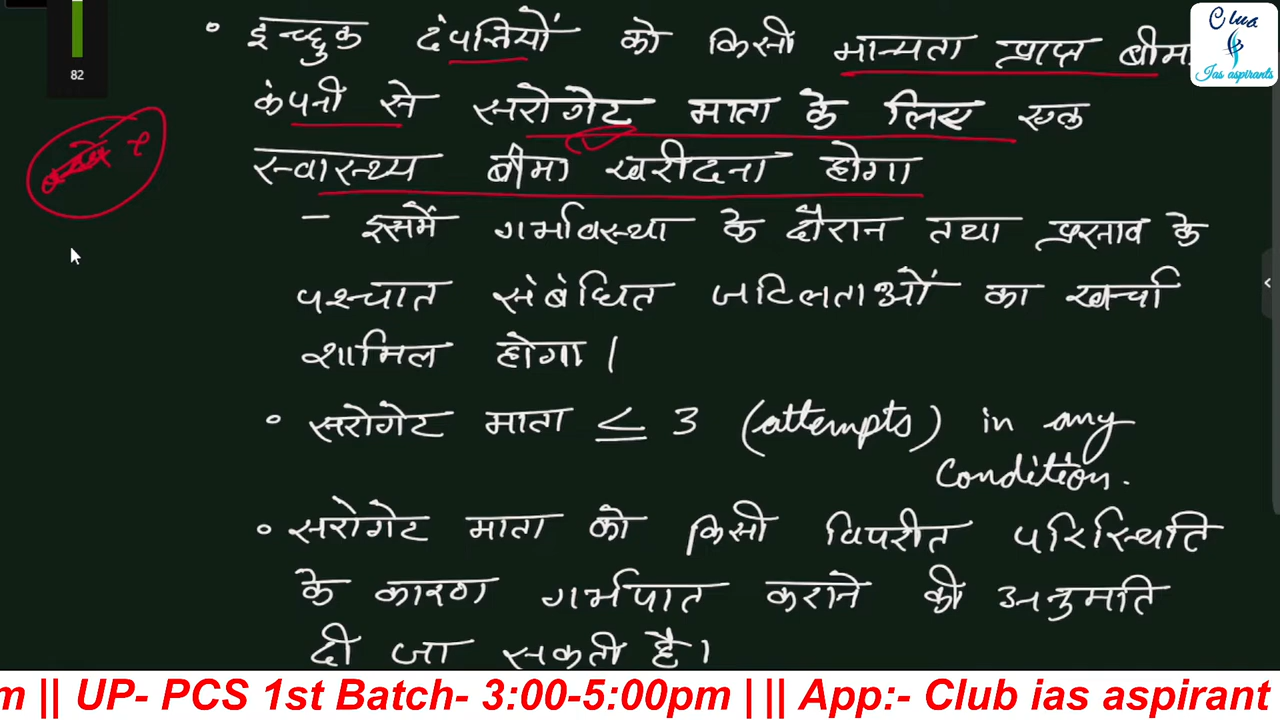 • इच्छुक दंपत्तियों को किसी मान्यता प्राप्त बीमा
कंपनी से सरोगेट माता के लिए एक
स्वास्थ्य बीमा खरीदना होगा
– इसमें गर्भावस्था के दौरान तथा प्रसाव के
पश्चात संबंधित जटिलताओं का खर्चा
शामिल होगा।
• सरोगेट माता ≤ 3 (attempts) in any
condition.
• सरोगेट माता को किसी विपरीत परिस्थिति
के कारण गर्भपात कराने की अनुमति
दी जा सकती है।
82
Club
Ias aspirants
m || UP- PCS 1st Batch- 3:00-5:00pm | || App:- Club ias aspirant